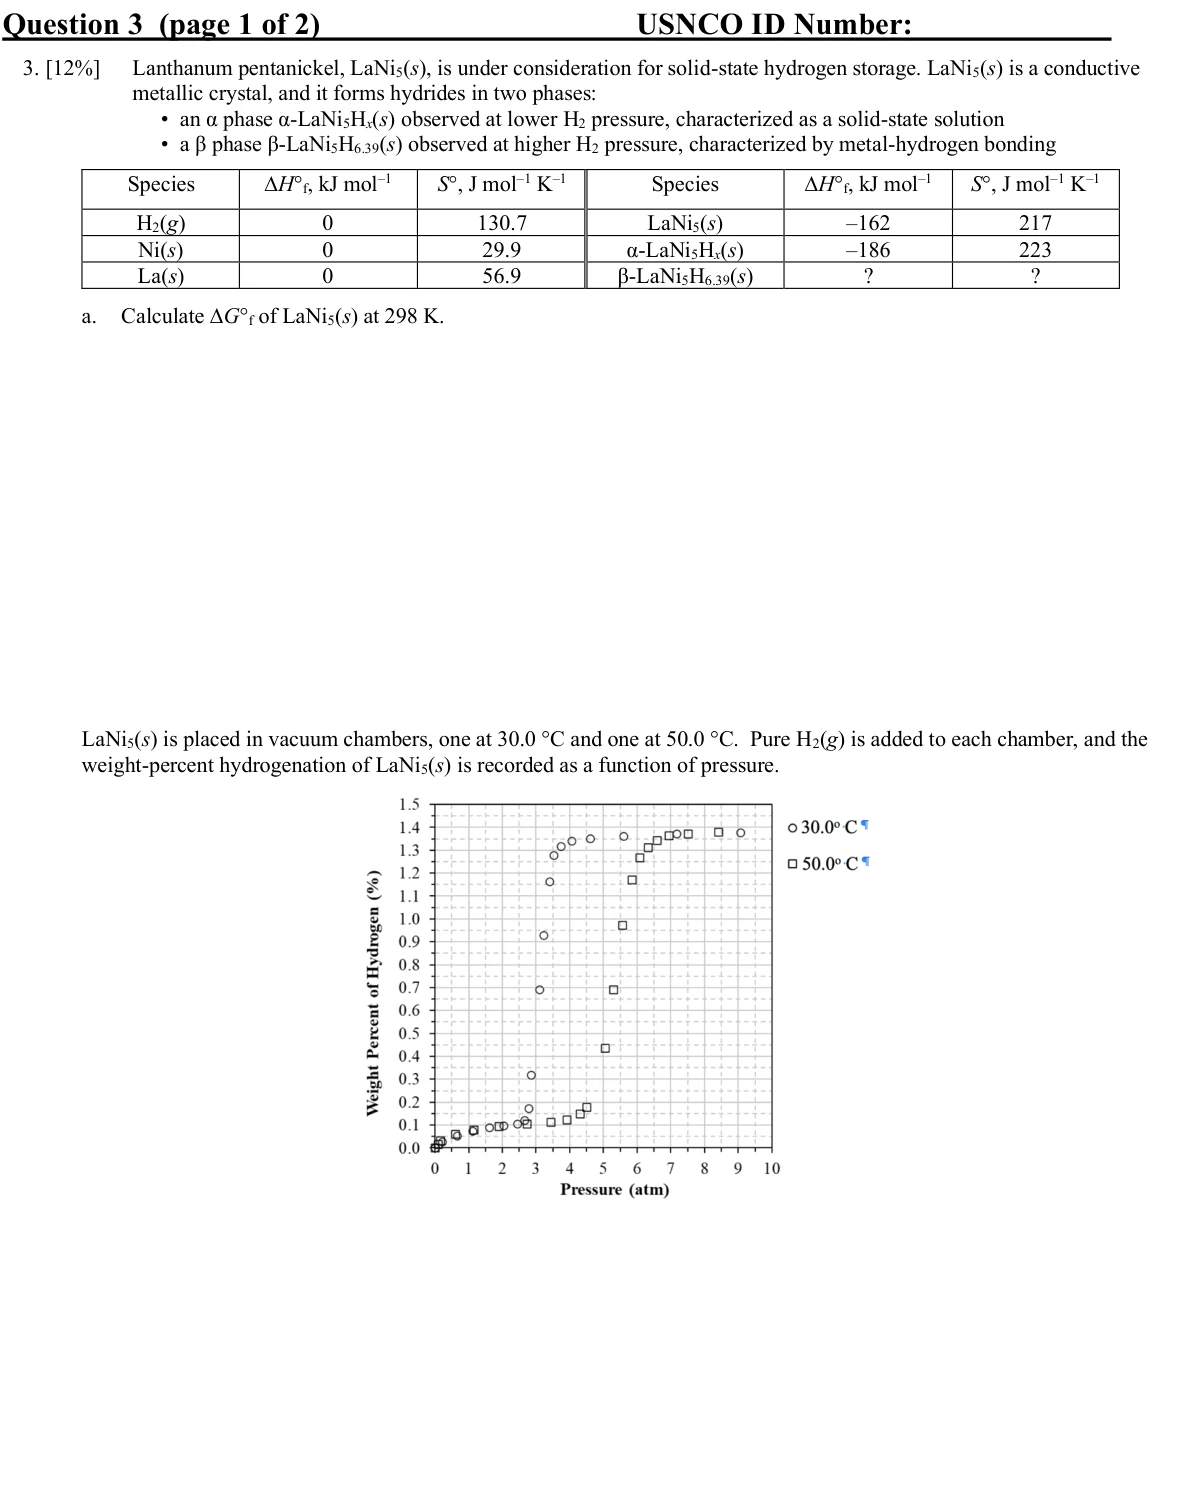 Question 3 (page 1 of 2) USNCO ID Number:
3. [12%] Lanthanum pentanickel, LaNi₅(s), is under consideration for solid-state hydrogen storage. LaNi₅(s) is a conductive
metallic crystal, and it forms hydrides in two phases:
• an α phase α-LaNi₅Hₓ(s) observed at lower H₂ pressure, characterized as a solid-state solution
• a β phase β-LaNi₅H₆.₃₉(s) observed at higher H₂ pressure, characterized by metal-hydrogen bonding
Species ΔH°f, kJ mol⁻¹ S°, J mol⁻¹ K⁻¹ Species ΔH°f, kJ mol⁻¹ S°, J mol⁻¹ K⁻¹
H₂(g) 0 130.7 LaNi₅(s) –162 217
Ni(s) 0 29.9 α-LaNi₅Hₓ(s) –186 223
La(s) 0 56.9 β-LaNi₅H₆.₃₉(s) ? ?
a. Calculate ΔG°f of LaNi₅(s) at 298 K.
LaNi₅(s) is placed in vacuum chambers, one at 30.0 °C and one at 50.0 °C. Pure H₂(g) is added to each chamber, and the
weight-percent hydrogenation of LaNi₅(s) is recorded as a function of pressure.
Weight Percent of Hydrogen (%)
1.5
1.4
1.3
1.2
1.1
1.0
0.9
0.8
0.7
0.6
0.5
0.4
0.3
0.2
0.1
0.0
0 1 2 3 4 5 6 7 8 9 10
Pressure (atm)
30.0º·C¶
50.0º·C¶